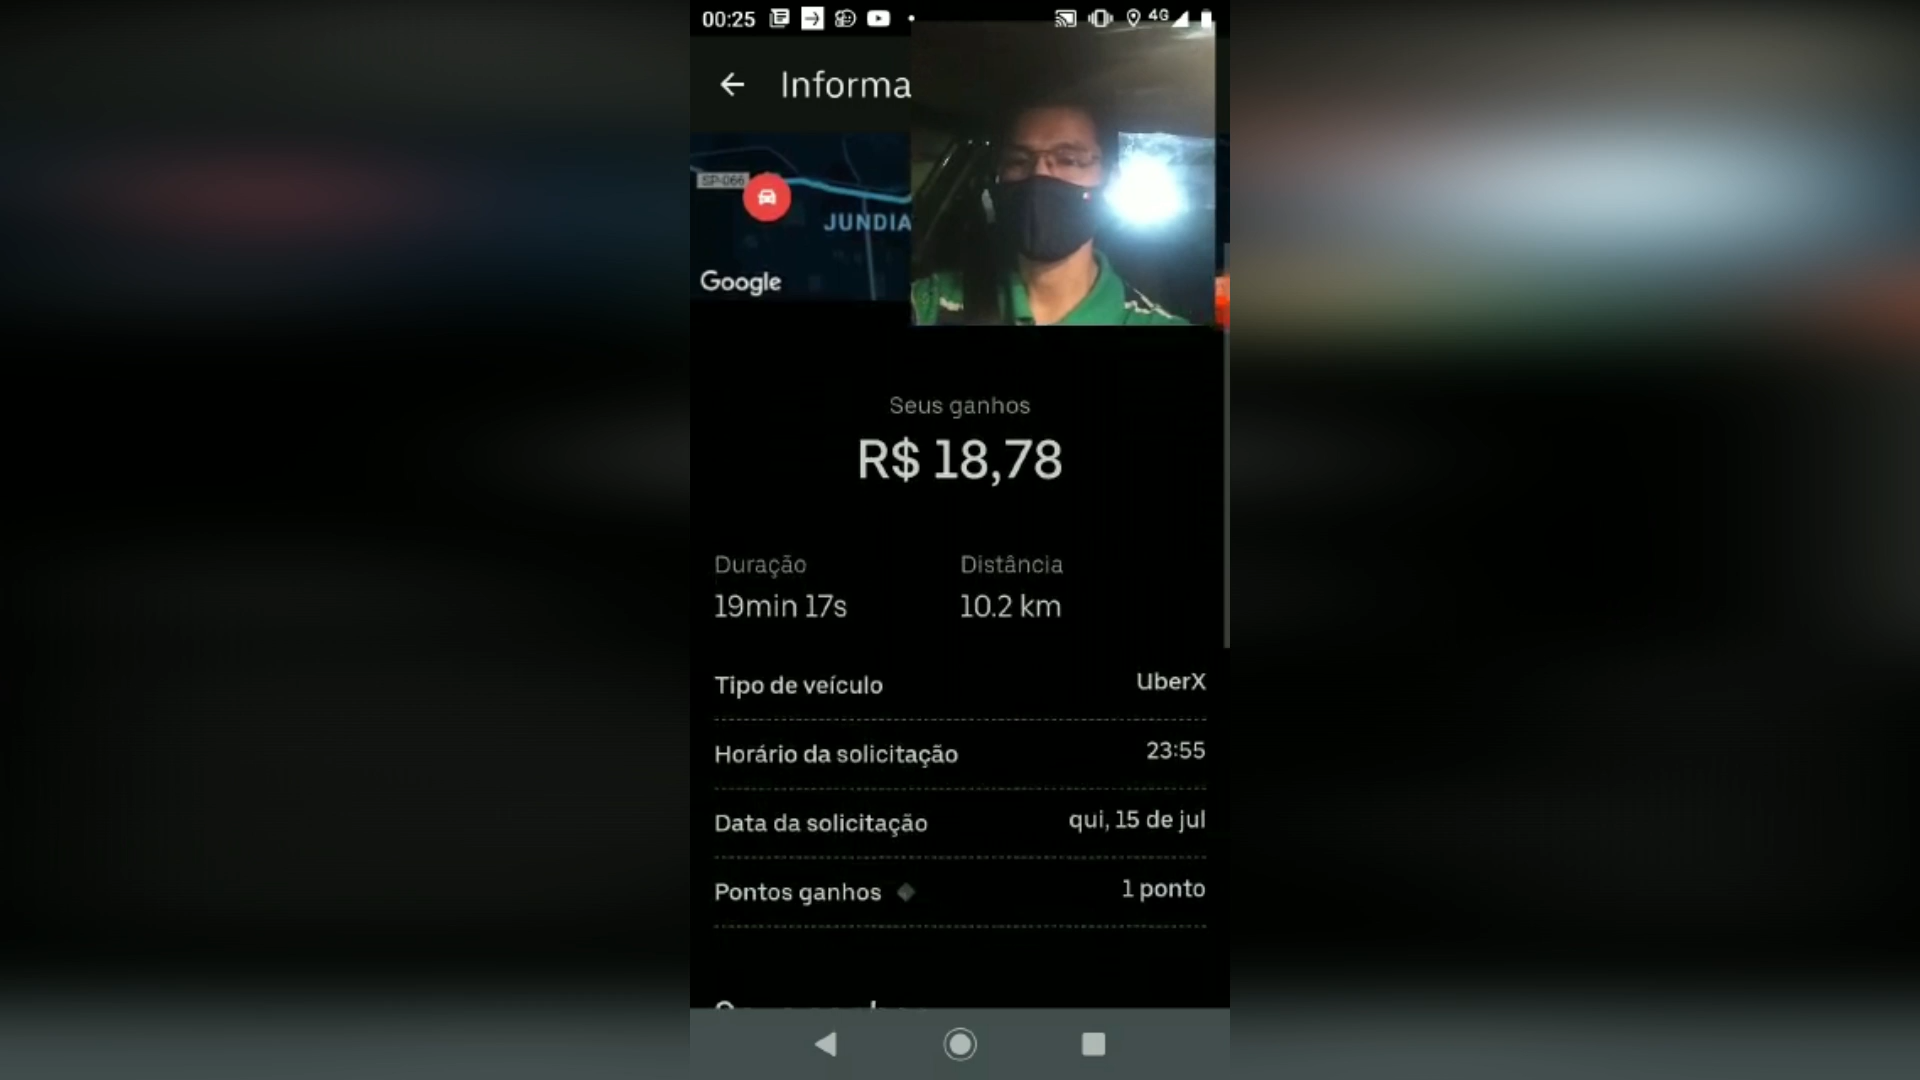 00:25
4G
Informa
SP-066
JUNDIA
Google
Seus ganhos
R$ 18,78
Duração
Distância
19min 17s
10.2 km
Tipo de veículo
UberX
Horário da solicitação
23:55
Data da solicitação
qui, 15 de jul
Pontos ganhos
1 ponto